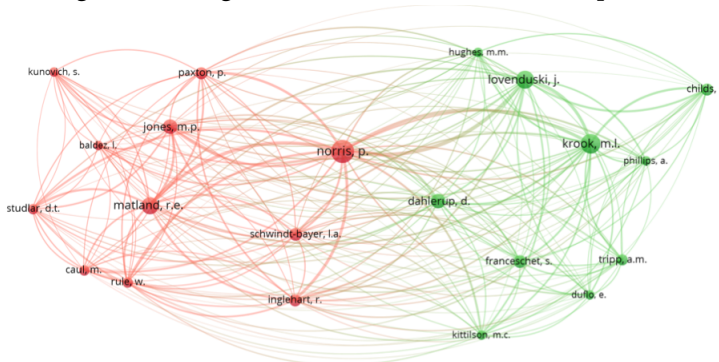 hughes, m.m.
kunovich, s.
paxton, p.
lovenduski, j.
childs,
jones, m.p.
baldez, l.
norris, p.
krook, m.l.
phillips, a.
studlar, d.t.
matland, r.e.
dahlerup, d.
schwindt-bayer, l.a.
caul, m.
rule, w.
franceschet, s.
tripp, a.m.
inglehart, r.
duflo, e.
kittilson, m.c.